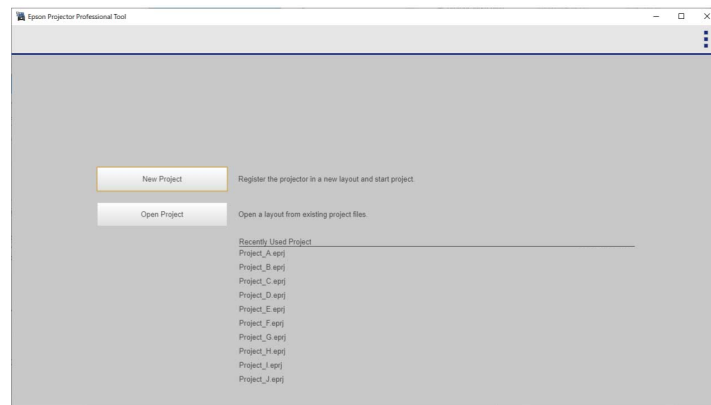 Epson Projector Professional Tool
New Project
Register the projector in a new layout and start project.
Open Project
Open a layout from existing project files.
Recently Used Project
Project_A.eprj
Project_B.eprj
Project_C.eprj
Project_D.eprj
Project_E.eprj
Project_F.eprj
Project_G.eprj
Project_H.eprj
Project_I.eprj
Project_J.eprj